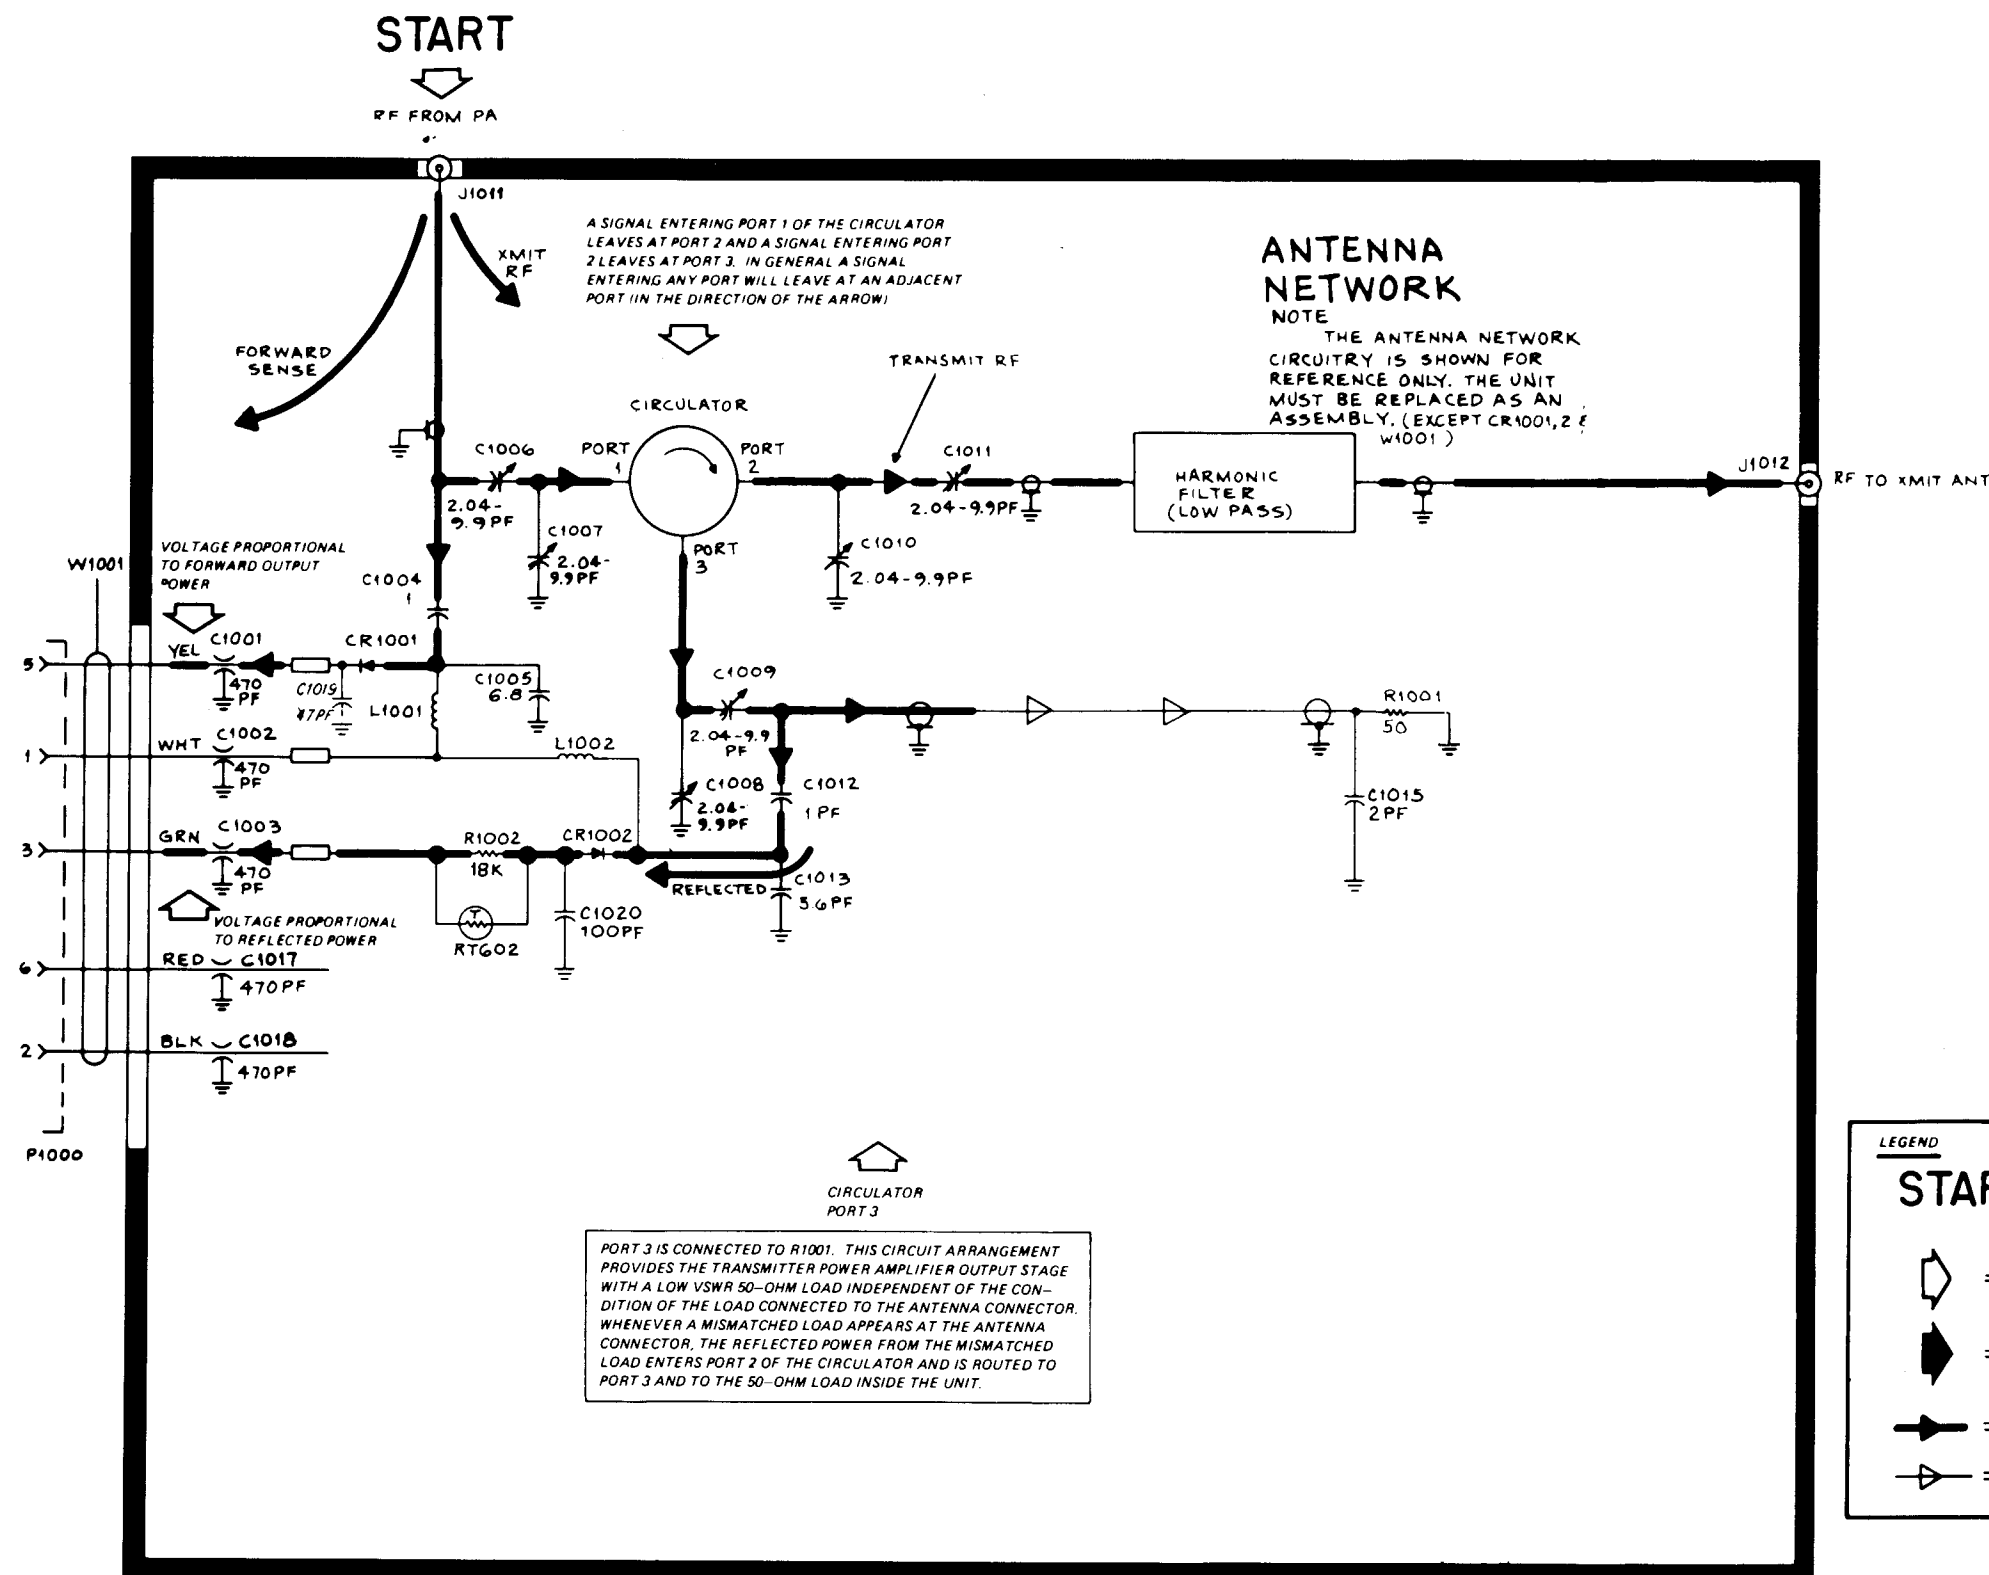 START
RF FROM PA
J1011
XMIT
RF
FORWARD
SENSE
A SIGNAL ENTERING PORT 1 OF THE CIRCULATOR
LEAVES AT PORT 2 AND A SIGNAL ENTERING PORT
2 LEAVES AT PORT 3. IN GENERAL A SIGNAL
ENTERING ANY PORT WILL LEAVE AT AN ADJACENT
PORT (IN THE DIRECTION OF THE ARROW)
ANTENNA
NETWORK
NOTE
THE ANTENNA NETWORK
CIRCUITRY IS SHOWN FOR
REFERENCE ONLY. THE UNIT
MUST BE REPLACED AS AN
ASSEMBLY. (EXCEPT CR1001, 2 &
W1001)
TRANSMIT RF
CIRCULATOR
C1006
2.04-
9.9PF
PORT
1
PORT
2
PORT
3
C1007
2.04-
9.9PF
C1011
2.04-9.9PF
C1010
2.04-9.9PF
HARMONIC
FILTER
(LOW PASS)
J1012
RF TO XMIT ANT
W1001
VOLTAGE PROPORTIONAL
TO FORWARD OUTPUT
POWER
C1004
1
5
YEL
C1001
470
PF
CR1001
C1019
47PF
L1001
C1005
6.8
C1009
2.04-9.9
PF
R1001
50
1
WHT
C1002
470
PF
L1002
C1008
2.04-
9.9PF
C1012
1PF
C1015
2PF
3
GRN
C1003
470
PF
R1002
18K
CR1002
REFLECTED
C1013
5.6PF
RT602
C1020
100PF
VOLTAGE PROPORTIONAL
TO REFLECTED POWER
6
RED
C1017
470PF
2
BLK
C1018
470PF
P1000
CIRCULATOR
PORT 3
PORT 3 IS CONNECTED TO R1001. THIS CIRCUIT ARRANGEMENT
PROVIDES THE TRANSMITTER POWER AMPLIFIER OUTPUT STAGE
WITH A LOW VSWR 50-OHM LOAD INDEPENDENT OF THE CON-
DITION OF THE LOAD CONNECTED TO THE ANTENNA CONNECTOR.
WHENEVER A MISMATCHED LOAD APPEARS AT THE ANTENNA
CONNECTOR, THE REFLECTED POWER FROM THE MISMATCHED
LOAD ENTERS PORT 2 OF THE CIRCULATOR AND IS ROUTED TO
PORT 3 AND TO THE 50-OHM LOAD INSIDE THE UNIT.
LEGEND
=
=
=
=